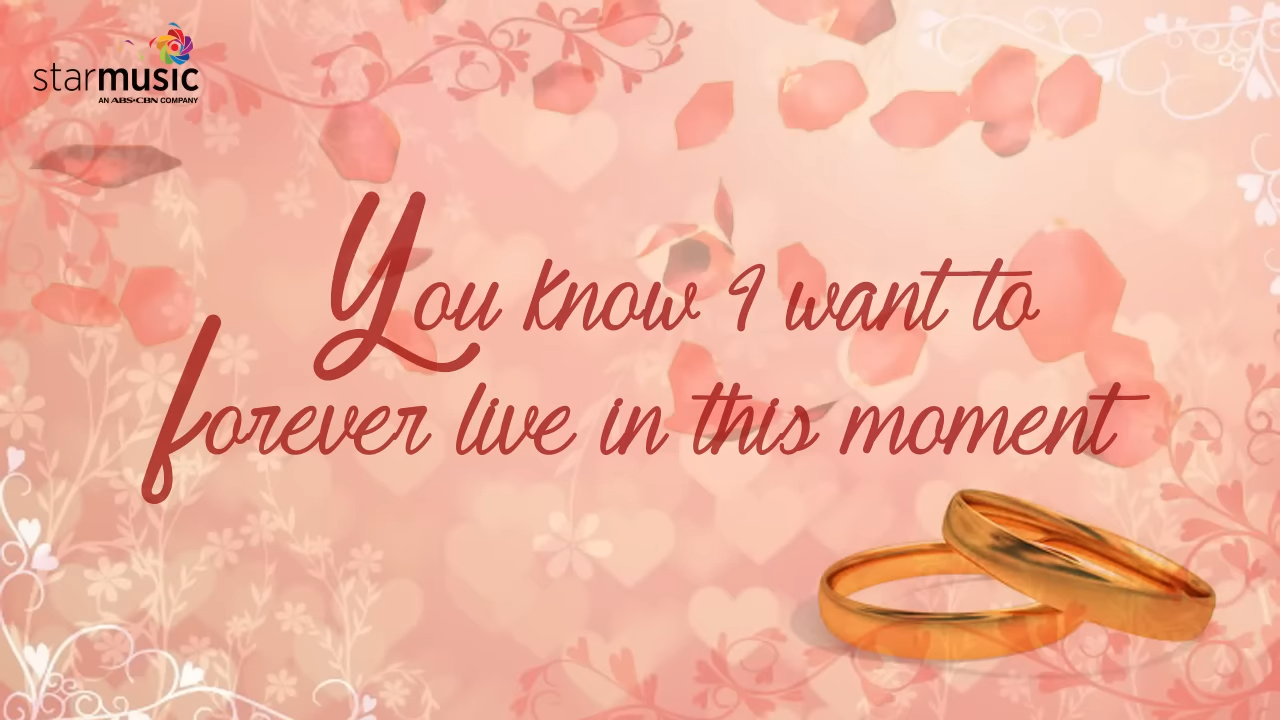 starmusic
AN ABS-CBN COMPANY
You know I want to
forever live in this moment